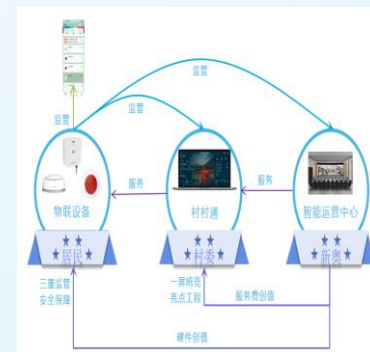 监管
监管
监管
物联设备
服务
村村通
服务
智能运营中心
居民
村委
新奥
三重监管
安全保障
一屏统览
亮点工程
服务费创值
硬件创值